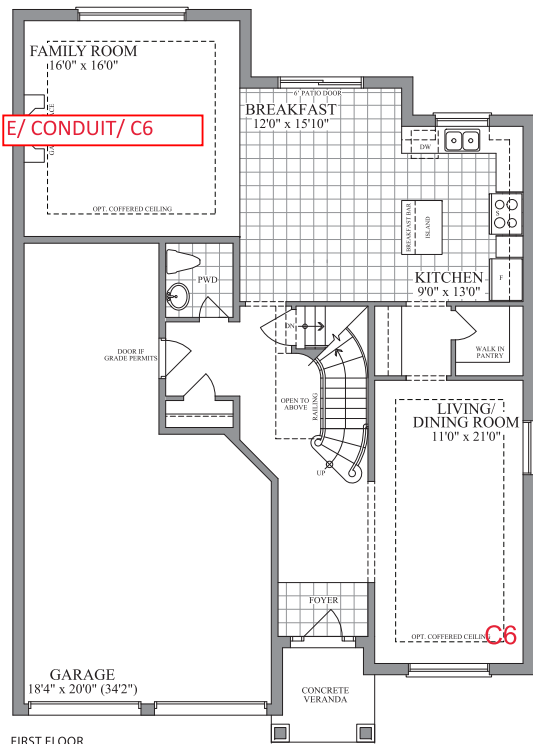 FAMILY ROOM
16'0" x 16'0"
6' PATIO DOOR
BREAKFAST
12'0" x 15'10"
E/ CONDUIT/ C6
DW
OPT. COFFERED CEILING
BREAKFAST BAR
ISLAND
S
PWD
KITCHEN
9'0" x 13'0"
F
DN
DOOR IF
GRADE PERMITS
WALK IN
PANTRY
OPEN TO
ABOVE
RAILING
LIVING/
DINING ROOM
11'0" x 21'0"
UP
FOYER
OPT. COFFERED CEILING
C6
GARAGE
18'4" x 20'0" (34'2")
CONCRETE
VERANDA
FIRST FLOOR